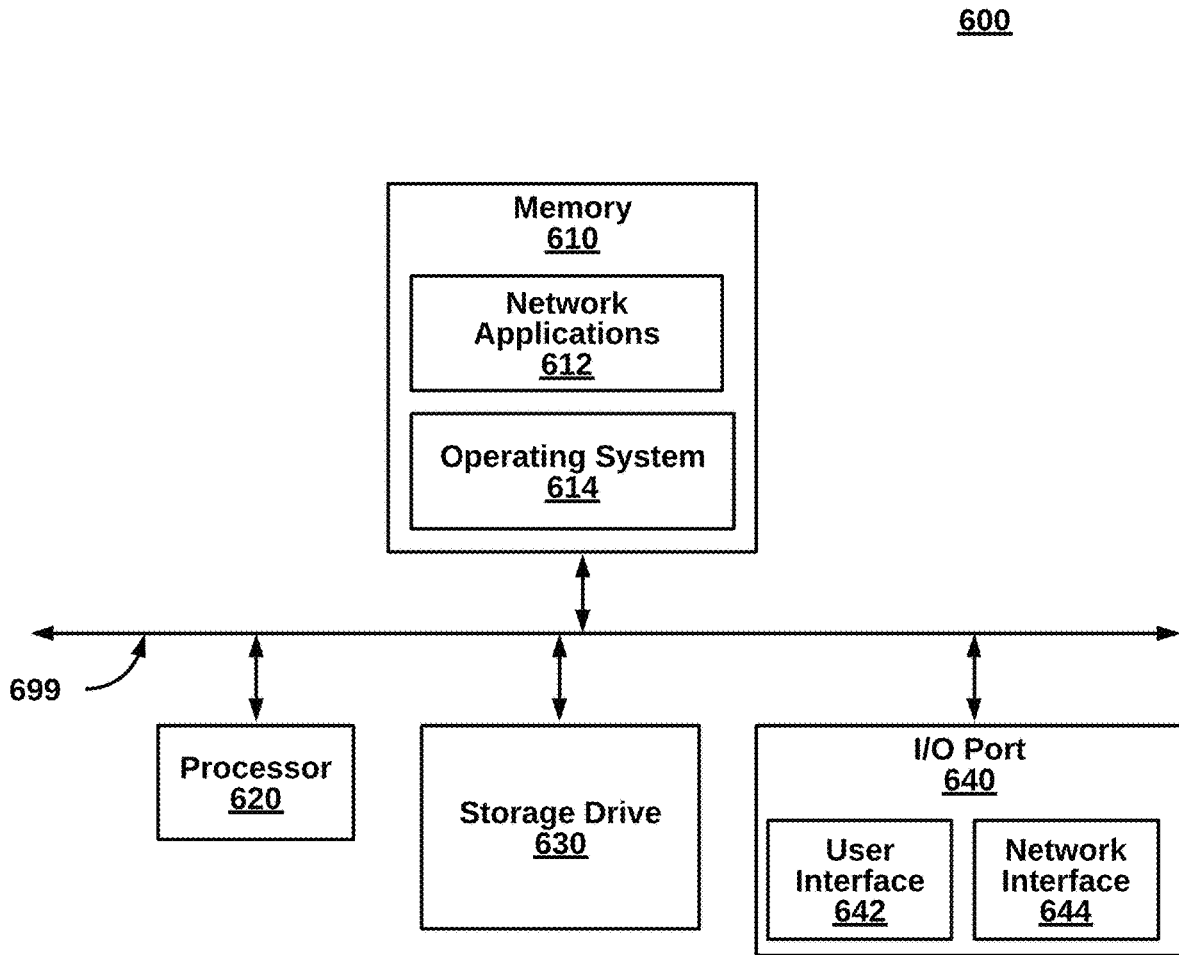 600
Memory
610
Network
Applications
612
Operating System
614
699
Processor
620
Storage Drive
630
I/O Port
640
User
Interface
642
Network
Interface
644